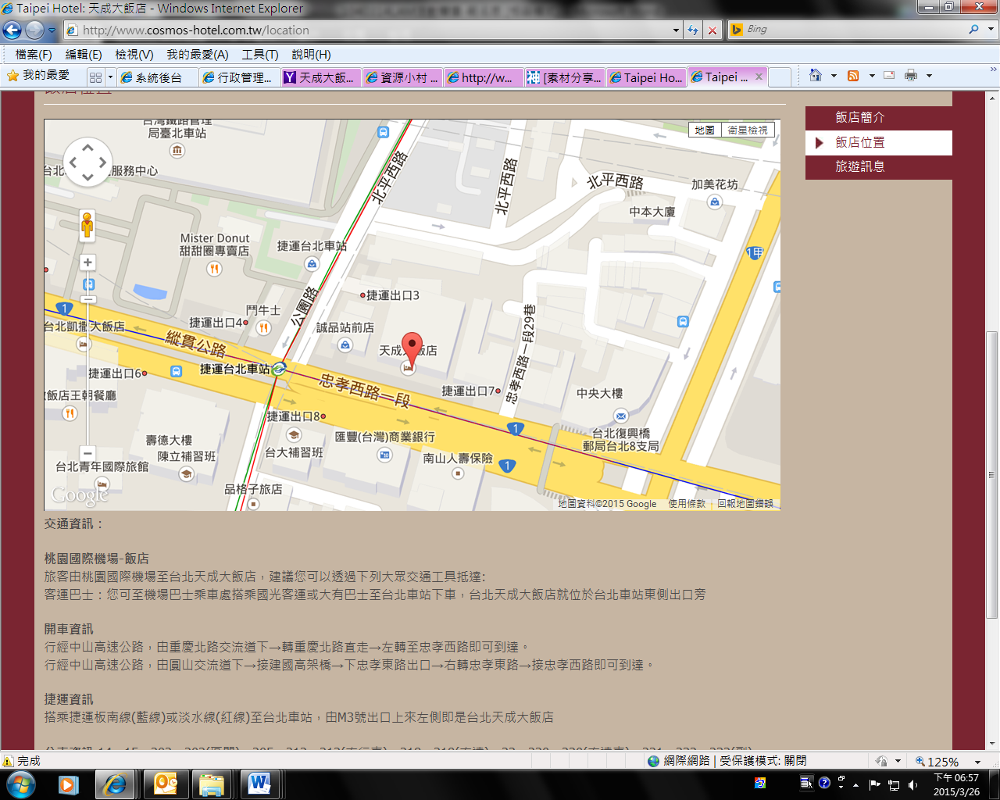 Taipei Hotel: 天成大飯店 - Windows Internet Explorer
http://www.cosmos-hotel.com.tw/location
Bing
檔案(F) 編輯(E) 檢視(V) 我的最愛(A) 工具(T) 說明(H)
我的最愛
系統後台
行政管理...
天成大飯...
資源小村 ...
http://w...
[素材分享...
Taipei Ho...
Taipei ...
飯店位置
飯店簡介
飯店位置
旅遊訊息
地圖
衛星檢視
台灣鐵路管理
局臺北車站
服務中心
北平西路
北平西路
北平西路
加美花坊
中本大廈
Mister Donut
甜甜圈專賣店
捷運台北車站
公園路
捷運出口3
鬥牛士
捷運出口4
誠品站前店
台北凱撒大飯店
縱貫公路
天成大飯店
忠孝西路一段29巷
捷運台北車站
捷運出口6
忠孝西路一段
捷運出口7
中央大樓
飯店王朝餐廳
捷運出口8
匯豐(台灣)商業銀行
台北復興橋
郵局台北8支局
壽德大樓
陳立補習班
台大補習班
南山人壽保險
台北青年國際旅館
品格子旅店
1
1
1
1甲
Google
地圖資料©2015 Google
使用條款
回報地圖錯誤
交通資訊：
桃園國際機場-飯店
旅客由桃園國際機場至台北天成大飯店，建議您可以透過下列大眾交通工具抵達:
客運巴士：您可至機場巴士乘車處搭乘國光客運或大有巴士至台北車站下車，台北天成大飯店就位於台北車站東側出口旁
開車資訊
行經中山高速公路，由重慶北路交流道下→轉重慶北路直走→左轉至忠孝西路即可到達。
行經中山高速公路，由圓山交流道下→接建國高架橋→下忠孝東路出口→右轉忠孝東路→接忠孝西路即可到達。
捷運資訊
搭乘捷運板南線(藍線)或淡水線(紅線)至台北車站，由M3號出口上來左側即是台北天成大飯店
完成
網際網路 | 受保護模式: 關閉
125%
下午 06:57
2015/3/26